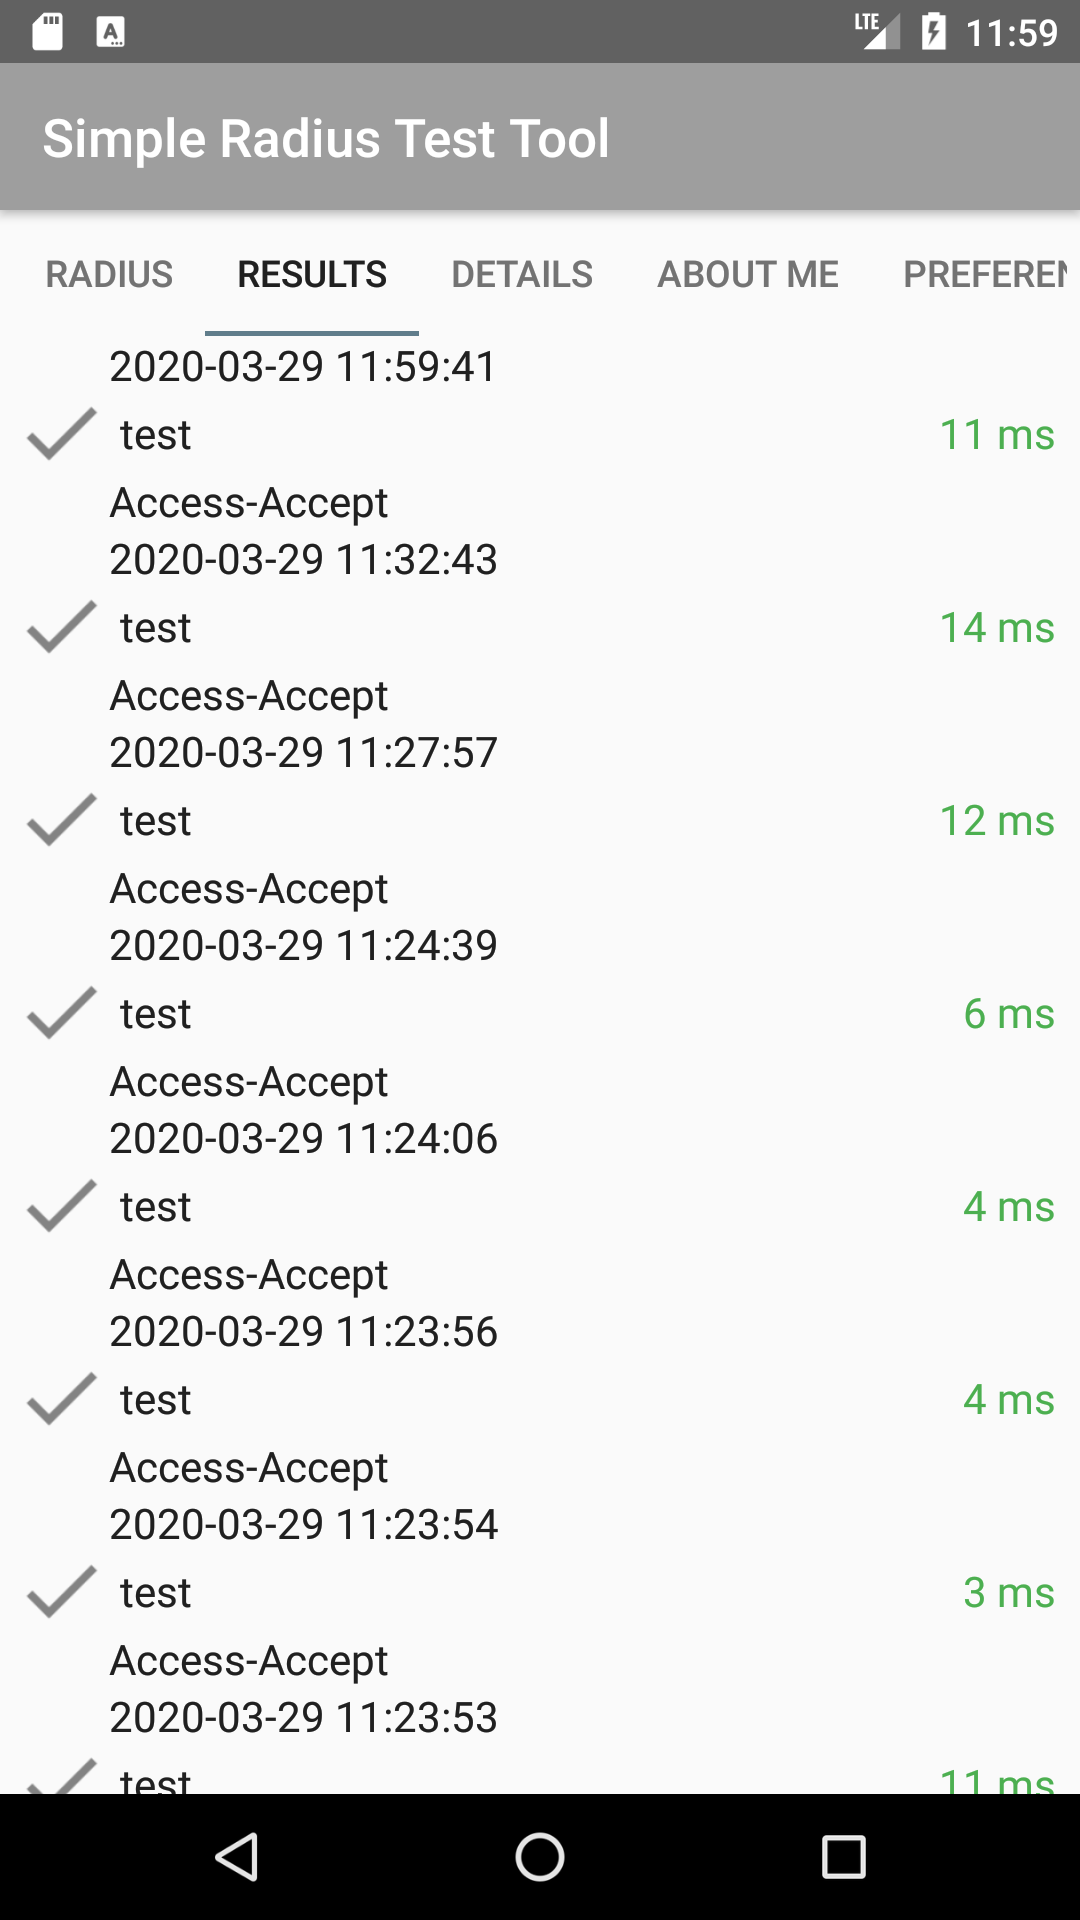 LTE 11:59
Simple Radius Test Tool
RADIUS RESULTS DETAILS ABOUT ME PREFEREN
2020-03-29 11:59:41
test 11 ms
Access-Accept
2020-03-29 11:32:43
test 14 ms
Access-Accept
2020-03-29 11:27:57
test 12 ms
Access-Accept
2020-03-29 11:24:39
test 6 ms
Access-Accept
2020-03-29 11:24:06
test 4 ms
Access-Accept
2020-03-29 11:23:56
test 4 ms
Access-Accept
2020-03-29 11:23:54
test 3 ms
Access-Accept
2020-03-29 11:23:53
test 11 ms